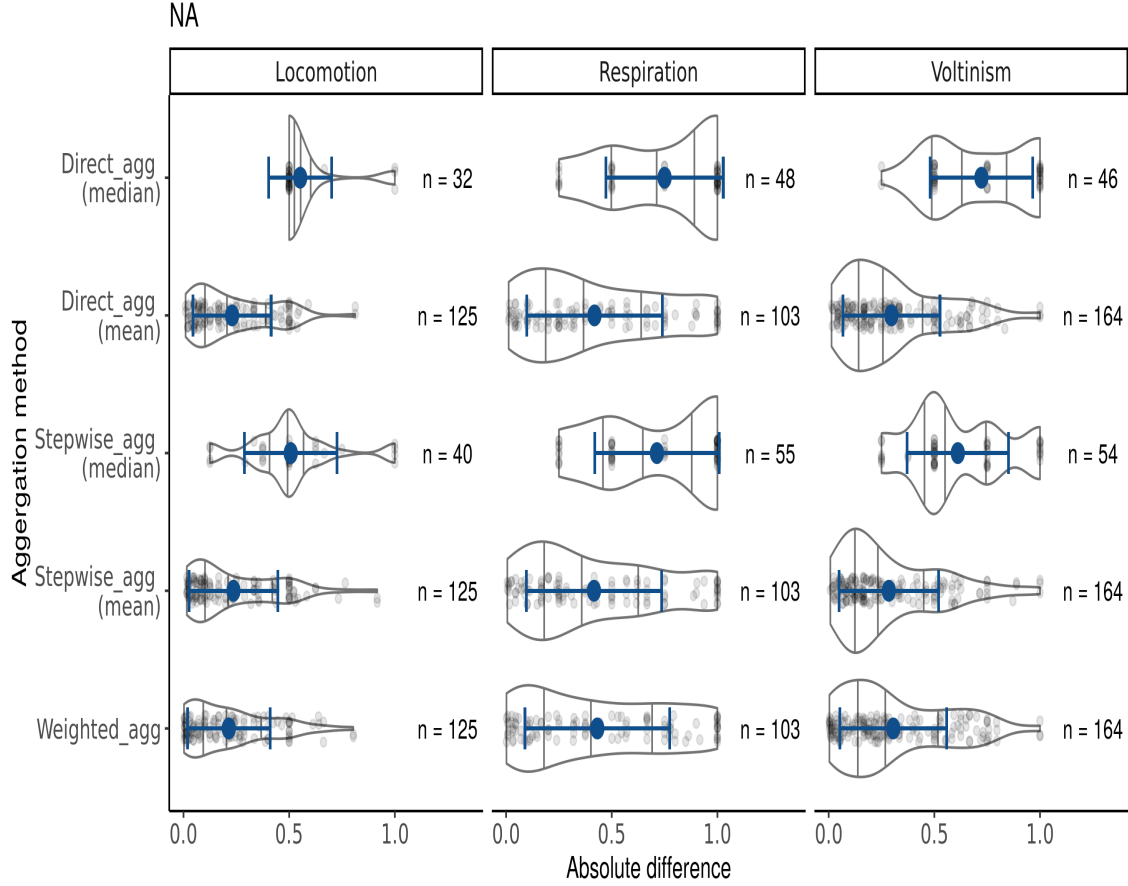 NA
Locomotion
Respiration
Voltinism
Aggergation method
Direct_agg
(median)
n = 32
n = 48
n = 46
Direct_agg
(mean)
n = 125
n = 103
n = 164
Stepwise_agg
(median)
n = 40
n = 55
n = 54
Stepwise_agg
(mean)
n = 125
n = 103
n = 164
Weighted_agg
n = 125
n = 103
n = 164
0.0 0.5 1.0
0.0 0.5 1.0
0.0 0.5 1.0
Absolute difference